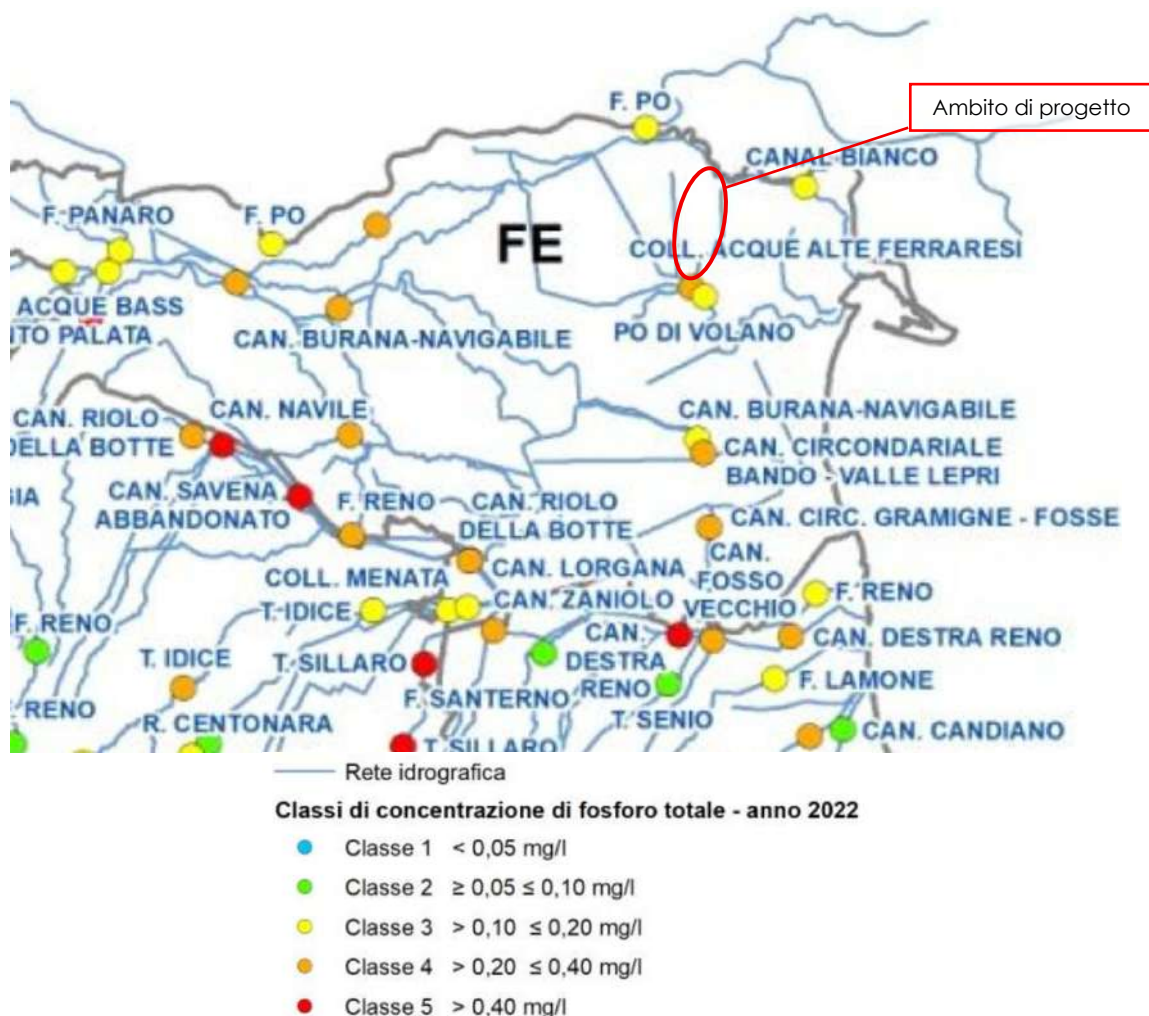 F. PO
Ambito di progetto
CANAL BIANCO
F. PANARO
F. PO
FE
COLL. ACQUE ALTE FERRARESI
ACQUE BASS
TO PALATA
CAN. BURANA-NAVIGABILE
PO DI VOLANO
CAN. RIOLO
DELLA BOTTE
CAN. NAVILE
CAN. BURANA-NAVIGABILE
CAN. CIRCONDARIALE
BANDO - VALLE LEPRI
CAN. SAVENA
ABBANDONATO
F. RENO
CAN. RIOLO
DELLA BOTTE
CAN. CIRC. GRAMIGNE - FOSSE
COLL. MENATA
CAN. LORGANA
CAN.
FOSSO
VECCHIO
F. RENO
T. IDICE
CAN. ZANIOLO
F. RENO
T. IDICE
T. SILLARO
CAN.
DESTRA
RENO
CAN. DESTRA RENO
F. SANTERNO
F. LAMONE
RENO
R. CENTONARA
T. SENIO
CAN. CANDIANO
T. SILLARO
Rete idrografica
Classi di concentrazione di fosforo totale - anno 2022
Classe 1 < 0,05 mg/l
Classe 2 ≥ 0,05 ≤ 0,10 mg/l
Classe 3 > 0,10 ≤ 0,20 mg/l
Classe 4 > 0,20 ≤ 0,40 mg/l
Classe 5 > 0,40 mg/l